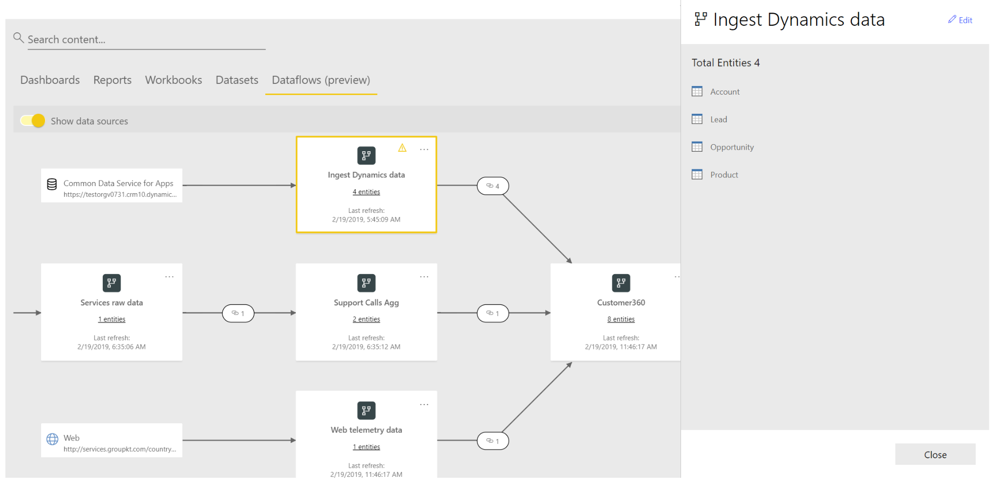 Search content...
Dashboards
Reports
Workbooks
Datasets
Dataflows (preview)
Show data sources
Common Data Service for Apps
https://testorgv0731.crm10.dynamic...
Ingest Dynamics data
4 entities
Last refresh:
2/19/2019, 5:45:09 AM
4
Services raw data
1 entities
Last refresh:
2/19/2019, 6:35:06 AM
1
Support Calls Agg
2 entities
Last refresh:
2/19/2019, 6:35:12 AM
1
Customer360
8 entities
Last refresh:
2/19/2019, 11:46:17 AM
Web
http://services.groupkt.com/country...
Web telemetry data
1 entities
Last refresh:
2/19/2019, 11:46:17 AM
1
Ingest Dynamics data
Edit
Total Entities 4
Account
Lead
Opportunity
Product
Close